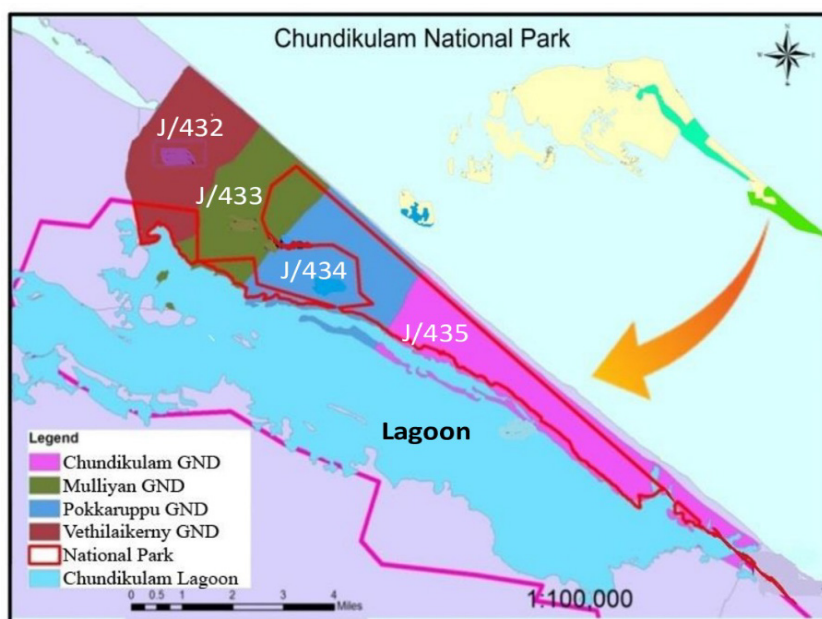 Chundikulam National Park
N
J/432
J/433
J/434
J/435
Lagoon
Legend
Chundikulam GND
Mulliyan GND
Pokkaruppu GND
Vethilaikerny GND
National Park
Chundikulam Lagoon
0 0.5 1 2 3 4
Miles
1:100,000